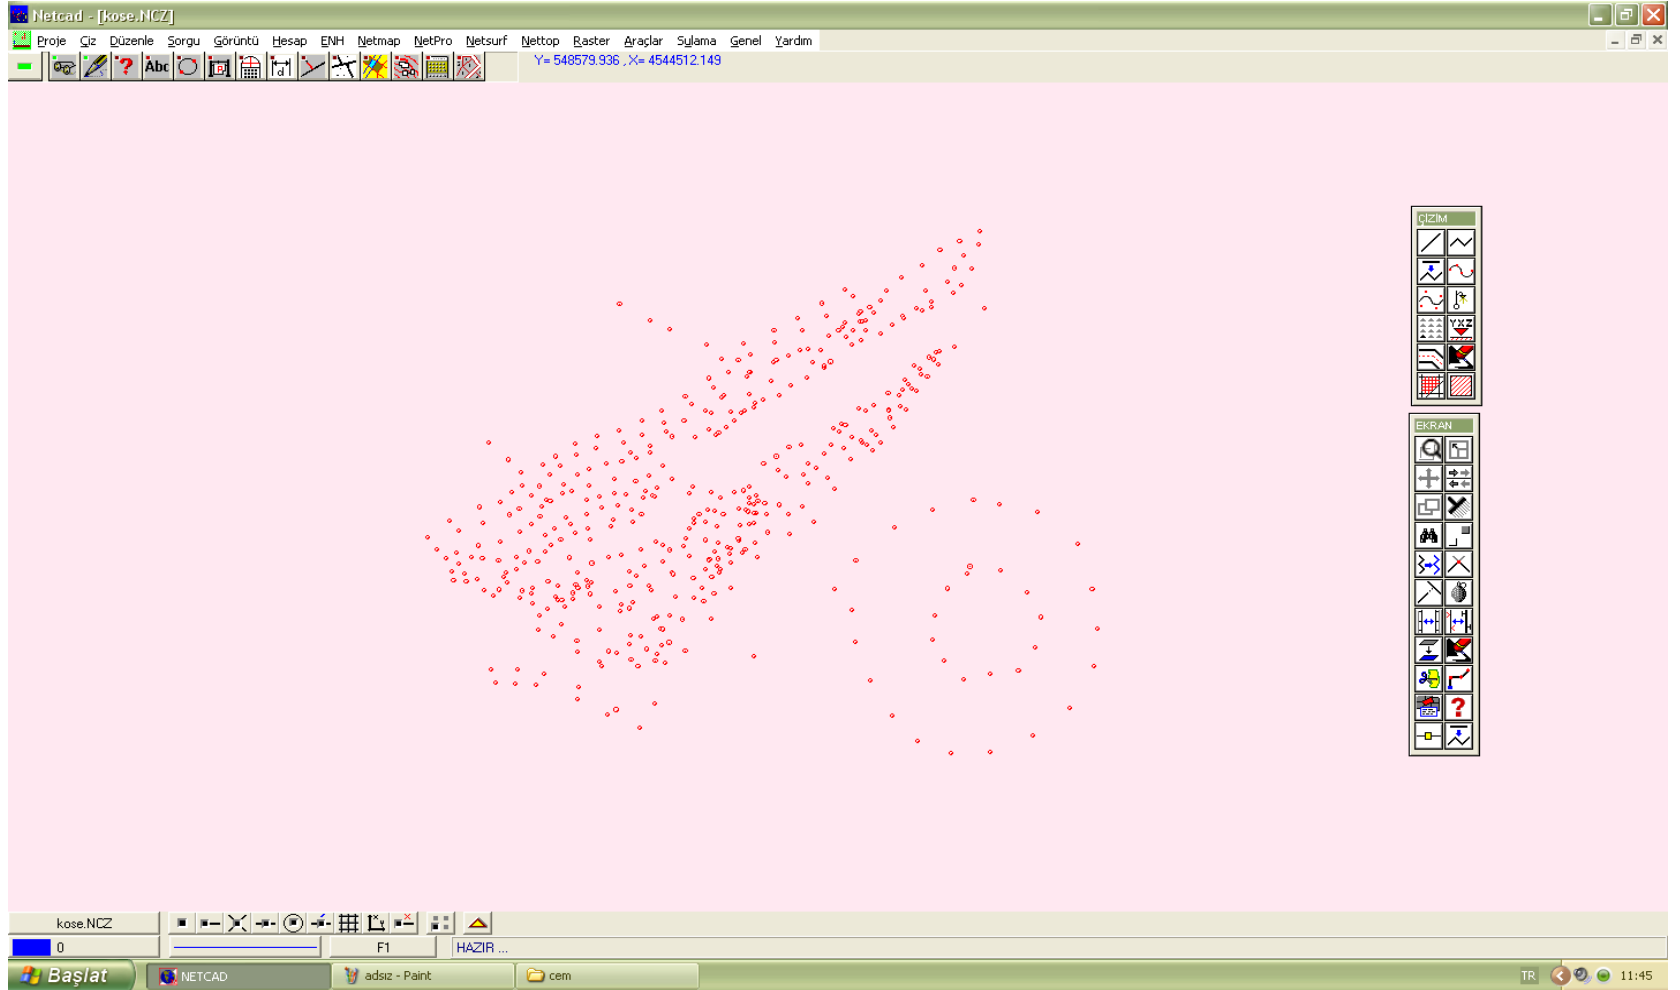 Netcad - [kose.NCZ]
Proje Çiz Düzenle Sorgu Görüntü Hesap ENH Netmap NetPro Netsurf Nettop Raster Araçlar Sulama Genel Yardım
? Abc Y= 548579.936 , X= 4544512.149
ÇİZİM
YXZ
EKRAN
?
kose.NCZ
0 F1 HAZIR ...
Başlat NETCAD adsız - Paint cem TR 11:45